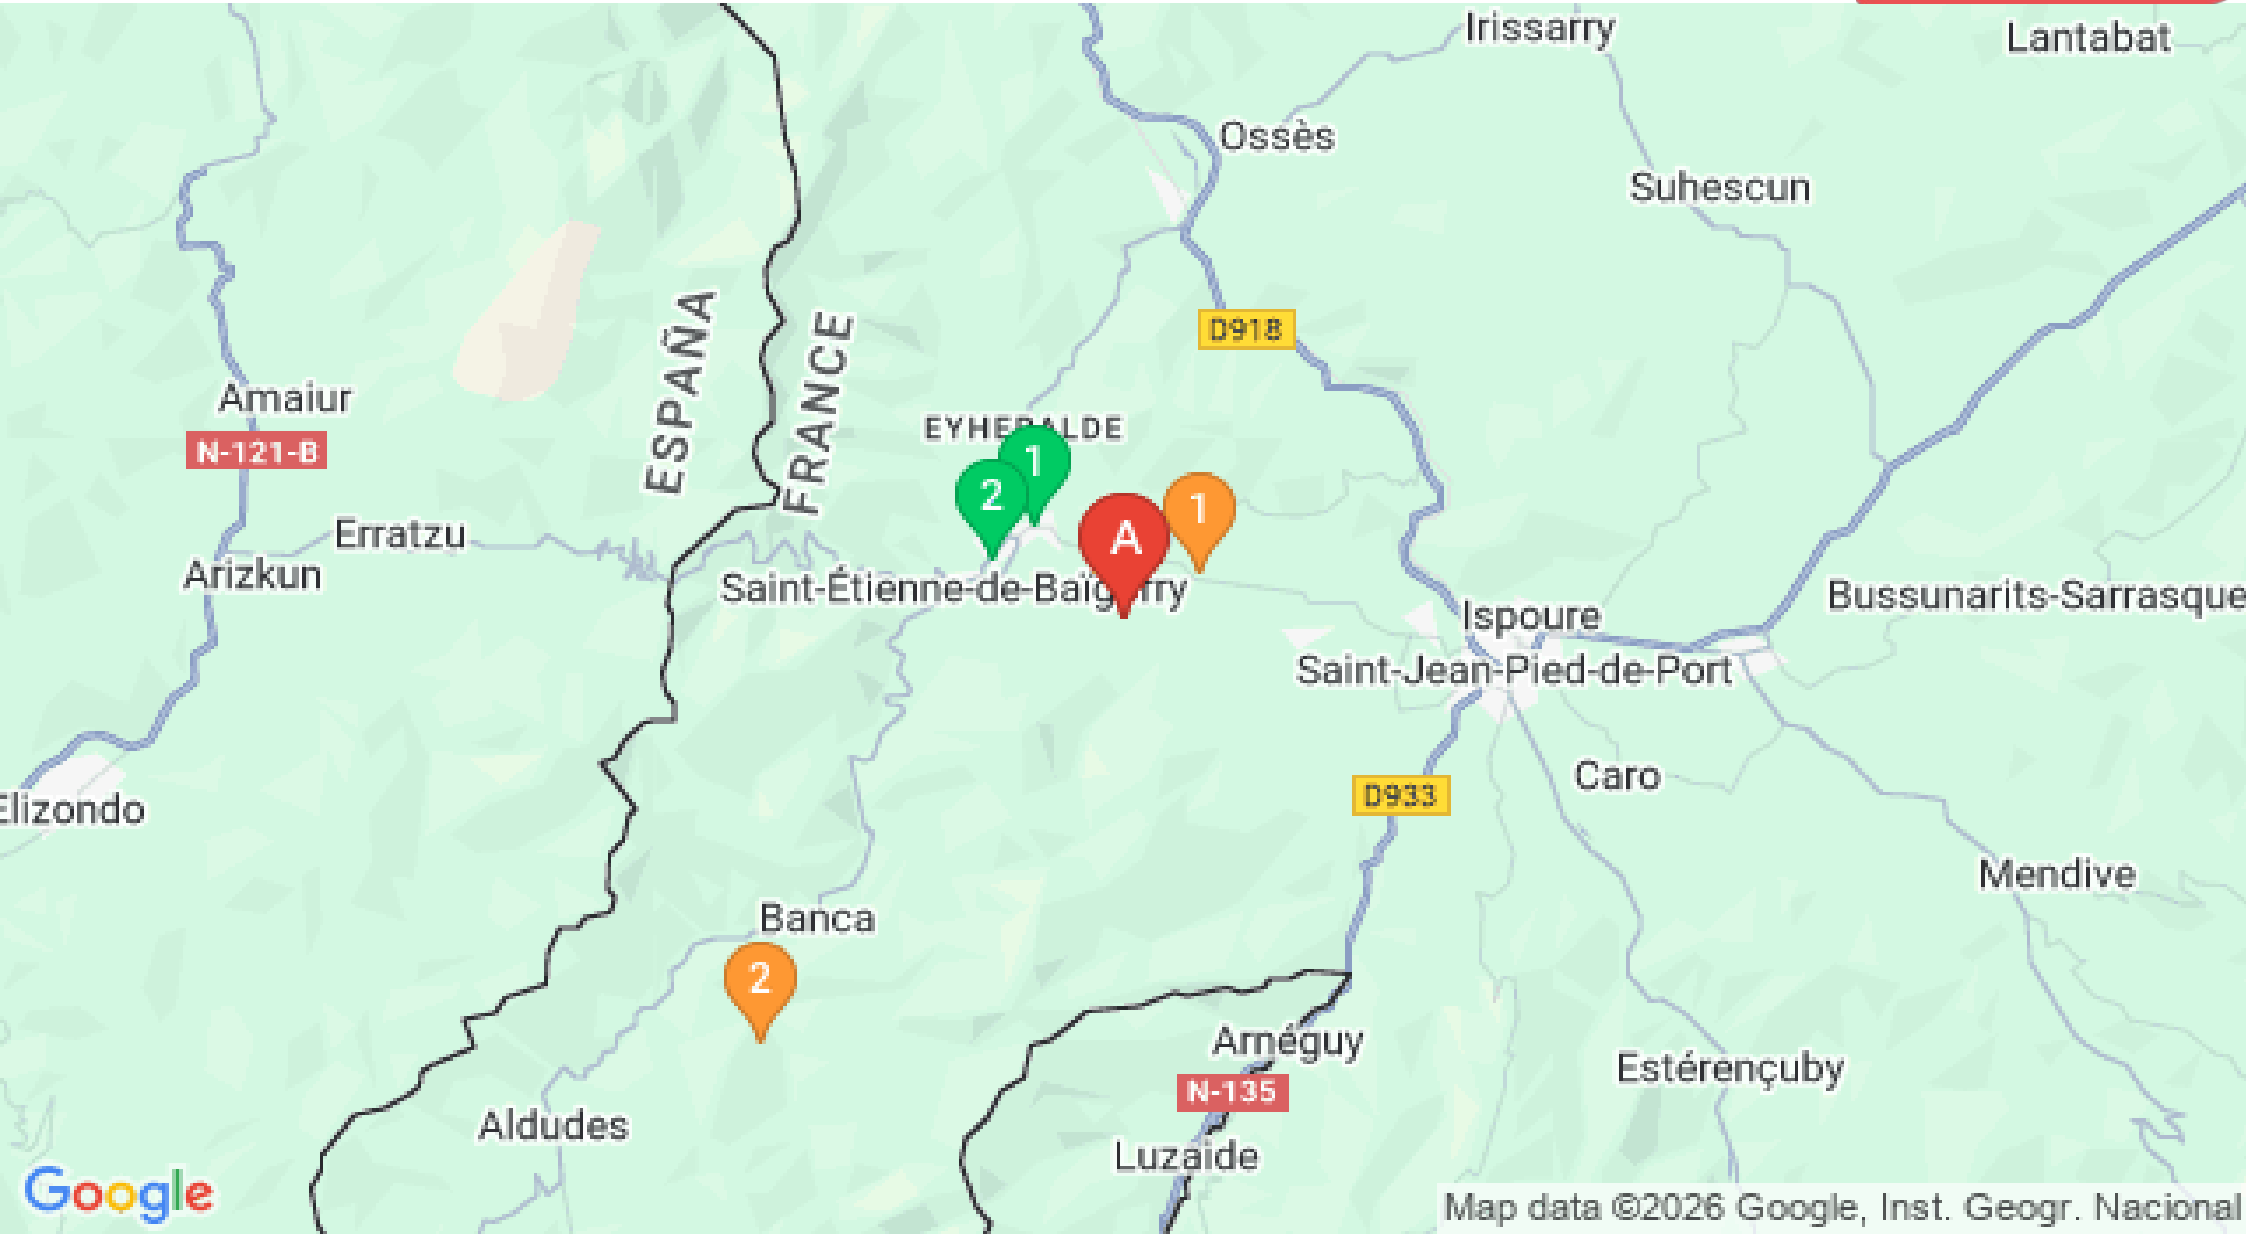 Irissarry
Lantabat
Ossès
Suhescun
ESPAÑA
FRANCE
D918
Amaiur
N-121-B
EYHERALDE
1
2
1
A
Erratzu
Arizkun
Saint-Étienne-de-Baïgorry
Ispoure
Bussunarits-Sarrasque
Saint-Jean-Pied-de-Port
Caro
D933
Elizondo
Mendive
Banca
2
Arnéguy
Estérençuby
N-135
Aldudes
Luzaide
Google
Map data ©2026 Google, Inst. Geogr. Nacional